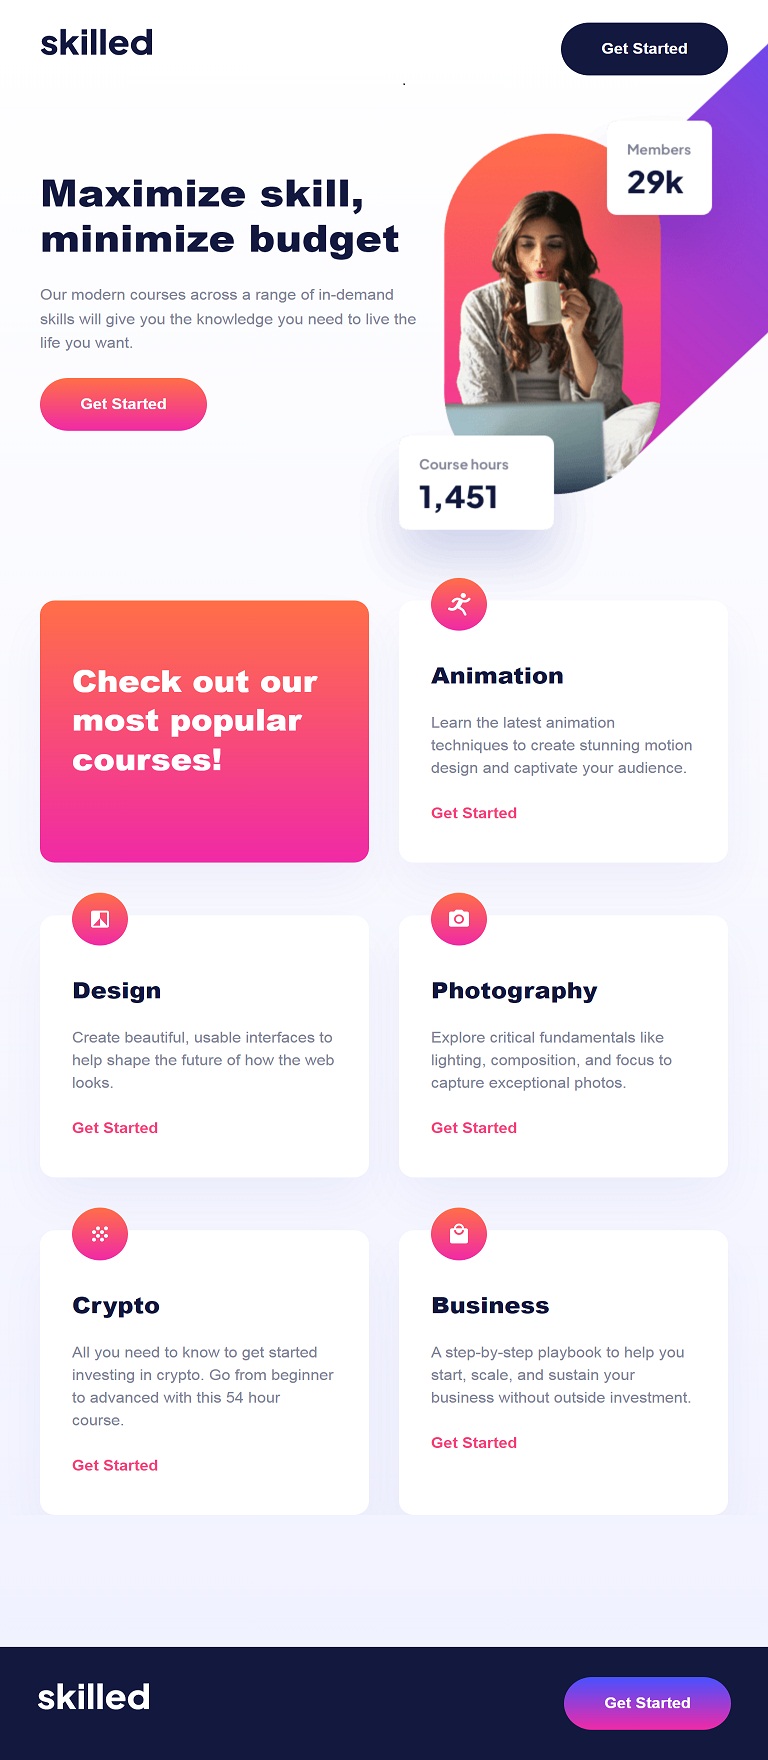 skilled
Get Started
.
Maximize skill,
minimize budget
Our modern courses across a range of in-demand
skills will give you the knowledge you need to live the
life you want.
Get Started
Members
29k
Course hours
1,451
Check out our
most popular
courses!
Animation
Learn the latest animation
techniques to create stunning motion
design and captivate your audience.
Get Started
Design
Create beautiful, usable interfaces to
help shape the future of how the web
looks.
Get Started
Photography
Explore critical fundamentals like
lighting, composition, and focus to
capture exceptional photos.
Get Started
Crypto
All you need to know to get started
investing in crypto. Go from beginner
to advanced with this 54 hour
course.
Get Started
Business
A step-by-step playbook to help you
start, scale, and sustain your
business without outside investment.
Get Started
skilled
Get Started